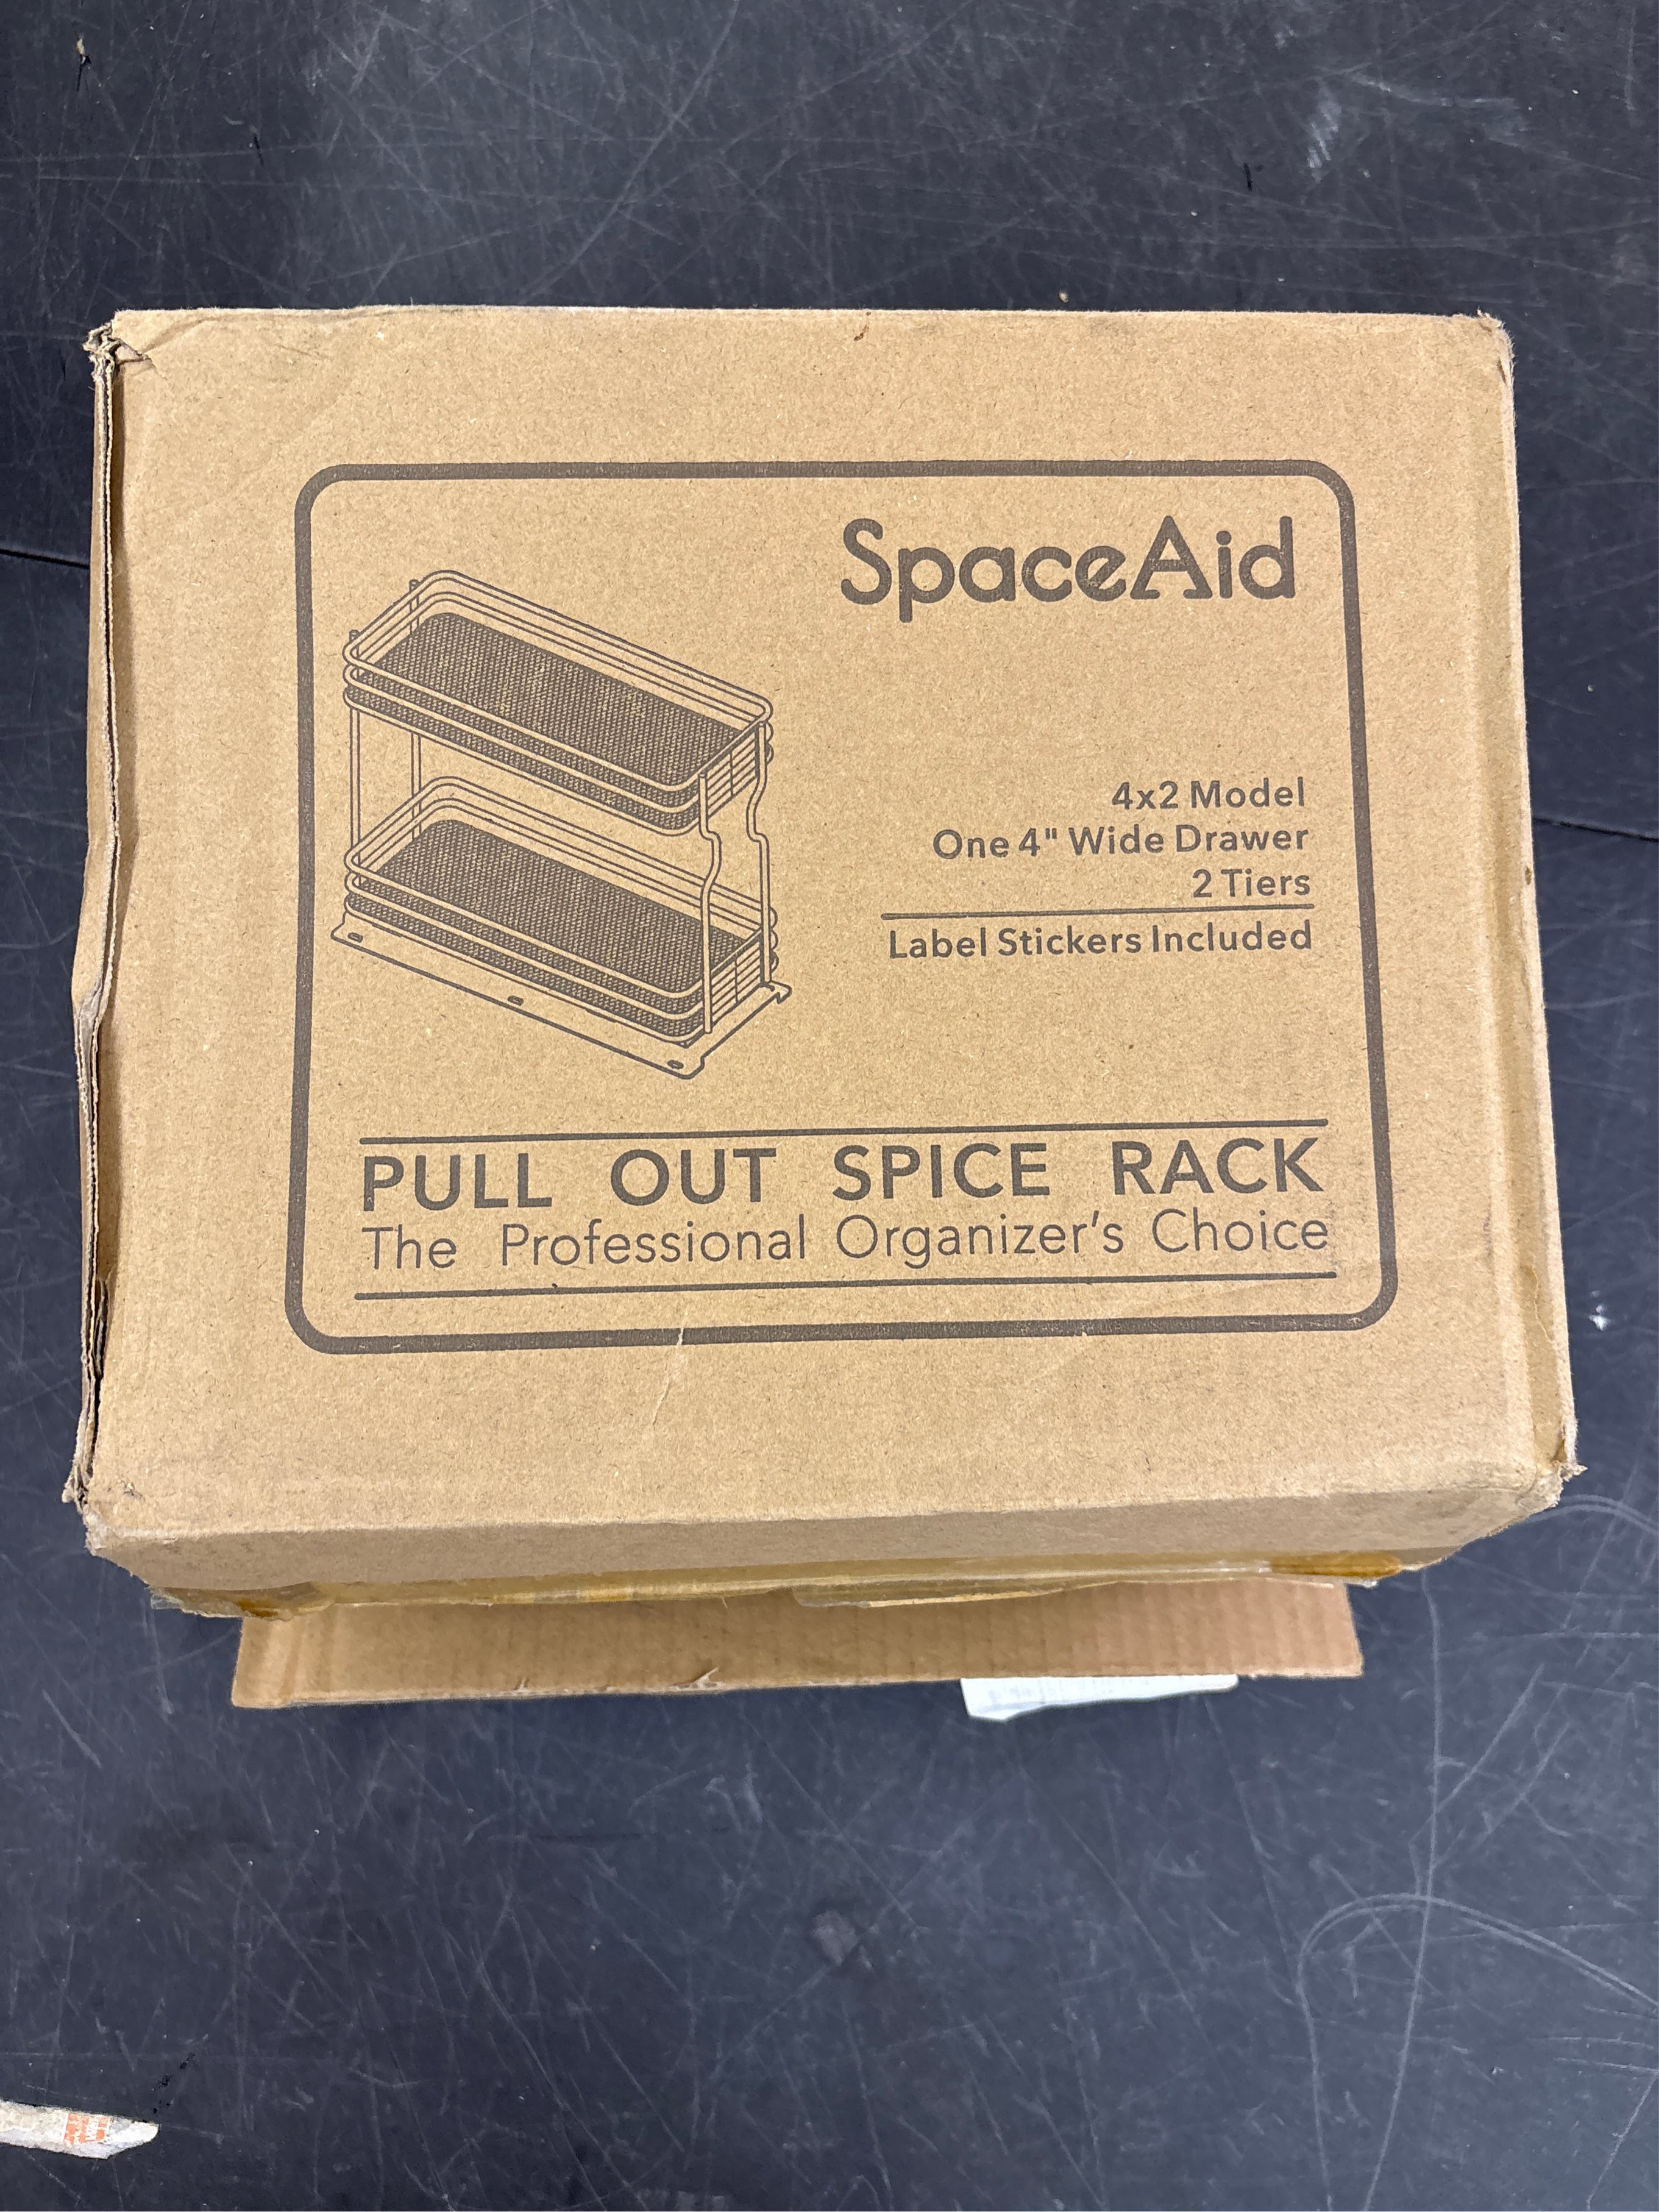 SpaceAid
4x2 Model
One 4" Wide Drawer
2 Tiers
Label Stickers Included
PULL OUT SPICE RACK
The Professional Organizer's Choice